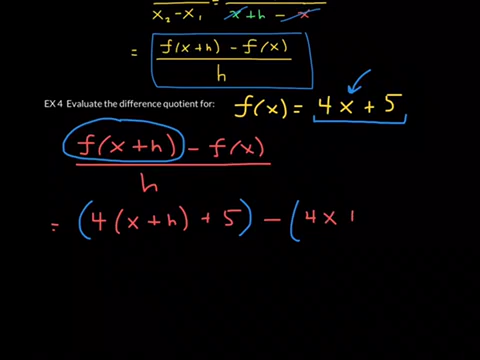 x₂ - x₁ = x+h - x
= f(x+h) - f(x)
h
EX 4 Evaluate the difference quotient for: f(x) = 4x + 5
f(x+h) - f(x)
h
= (4(x+h) + 5) - (4x